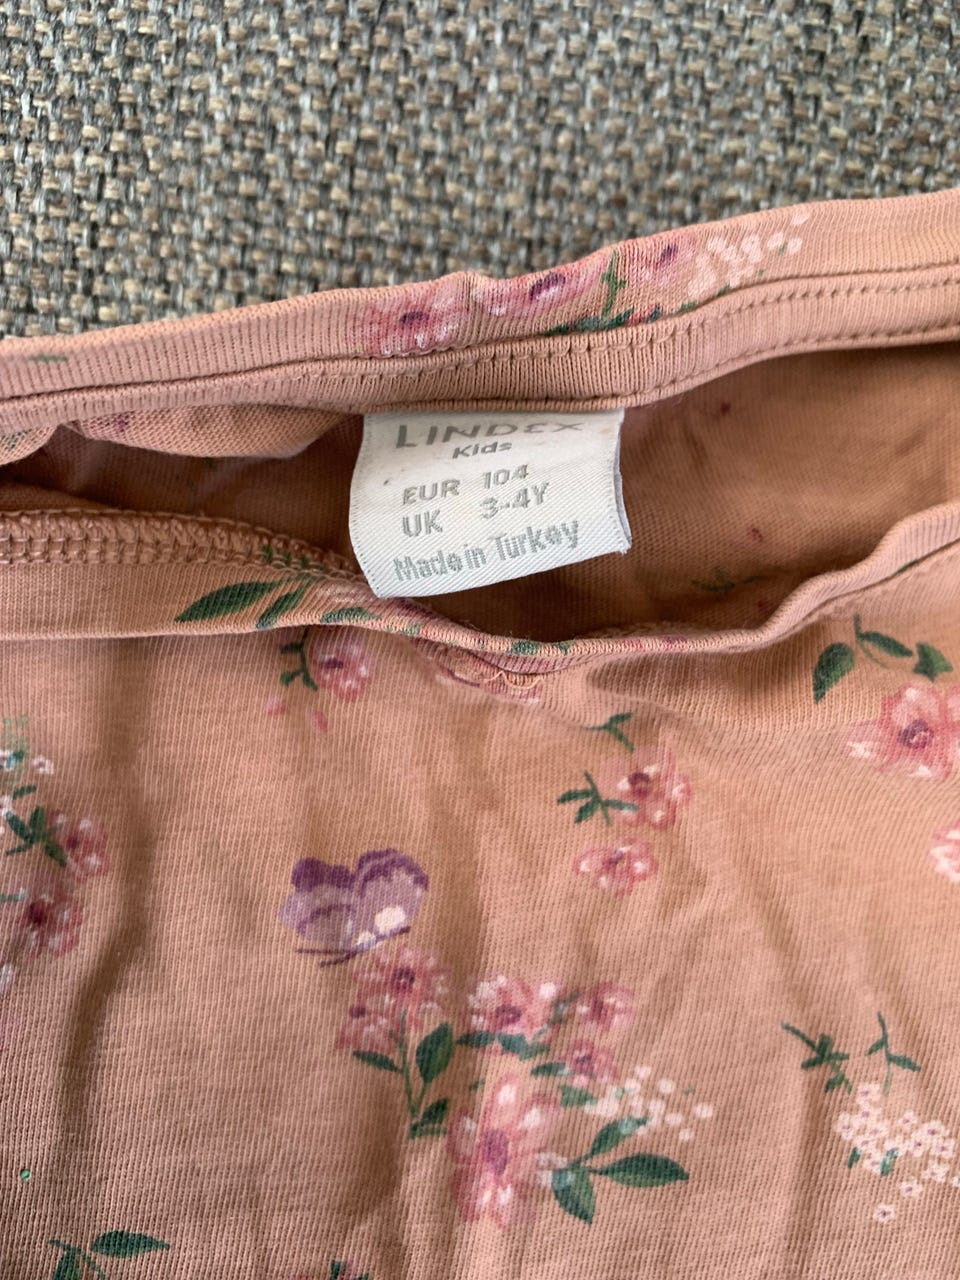 LINDEX
Kids
EUR 104
UK 3-4Y
Made in Turkey